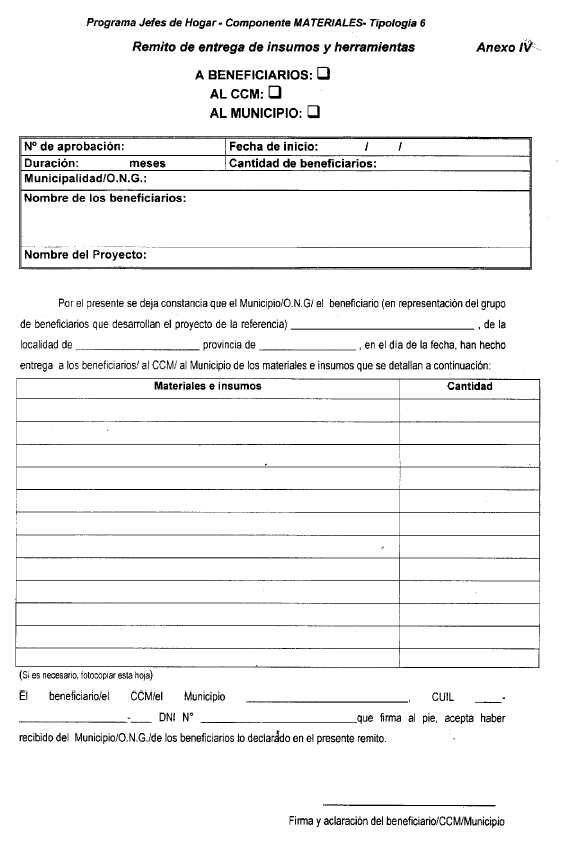 Programa Jefes de Hogar - Componente MATERIALES- Tipología 6
Remito de entrega de insumos y herramientas Anexo IV
A BENEFICIARIOS: ❑
AL CCM: ❑
AL MUNICIPIO: ❑
Nº de aprobación: Fecha de inicio: / /
Duración: meses Cantidad de beneficiarios:
Municipalidad/O.N.G.:
Nombre de los beneficiarios:
Nombre del Proyecto:
Por el presente se deja constancia que el Municipio/O.N.G/ el beneficiario (en representación del grupo
de beneficiarios que desarrollan el proyecto de la referencia) ______________________________ , de la
localidad de ____________________ provincia de ________________ , en el día de la fecha, han hecho
entrega a los beneficiarios/ al CCM/ al Municipio de los materiales e insumos que se detallan a continuación:
Materiales e insumos Cantidad
(Si es necesario, fotocopiar esta hoja)
El beneficiario/el CCM/el Municipio __________________________, CUIL ____-
_________________-___ DNI N° _________________________que firma al pie, acepta haber
recibido del Municipio/O.N.G./de los beneficiarios lo declarado en el presente remito.
____________________________
Firma y aclaración del beneficiario/CCM/Municipio